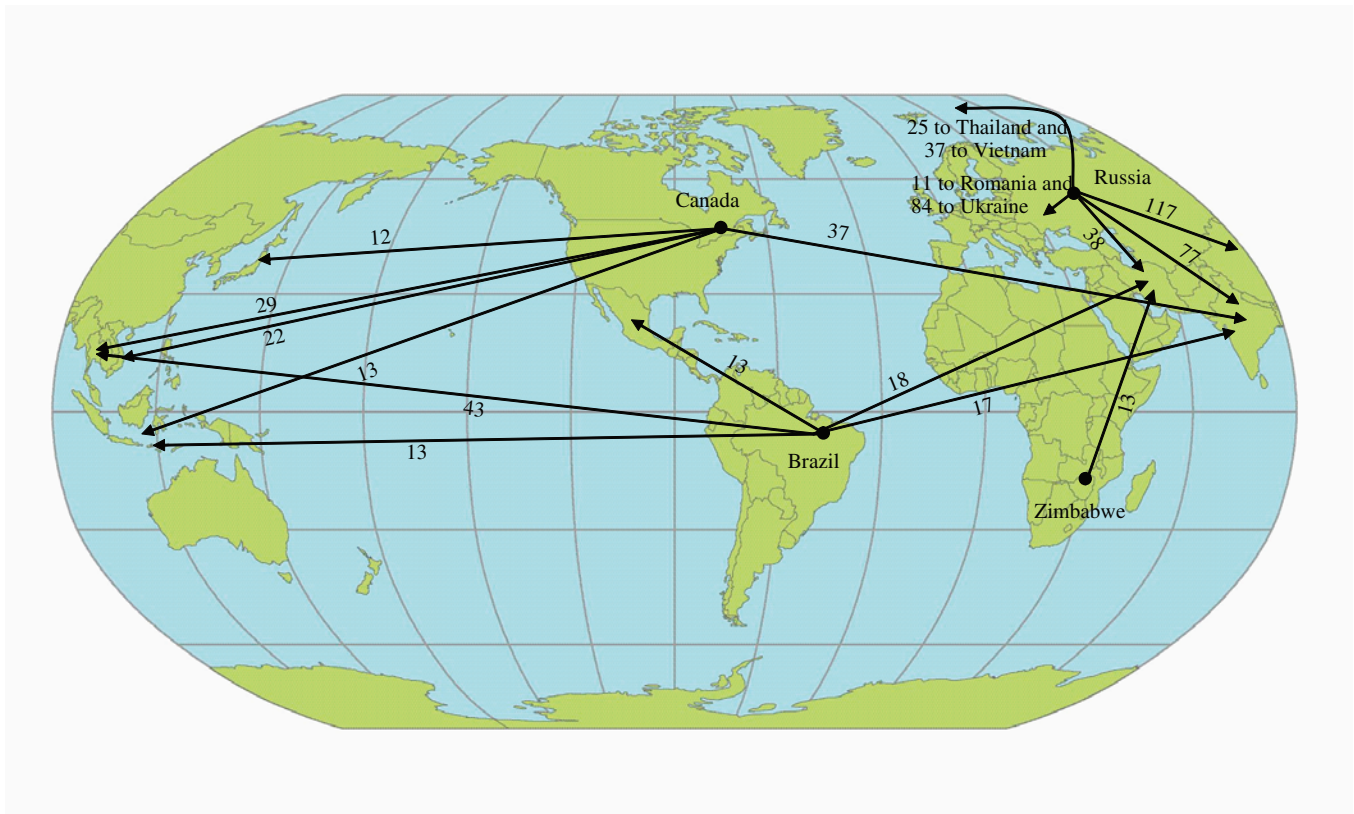 25 to Thailand and
37 to Vietnam
11 to Romania and
84 to Ukraine
Russia
117
Canada
38
77
12
37
29
22
13
13
18
43
17
13
13
Brazil
Zimbabwe